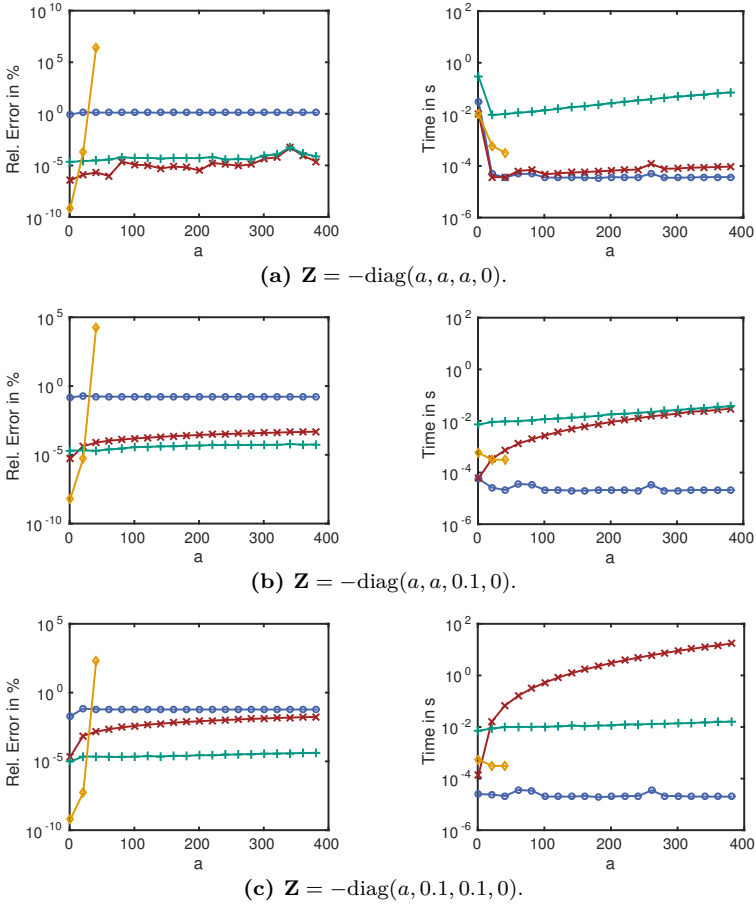 10^10
10^5
10^0
10^-5
10^-10
Rel. Error in %
0 100 200 300 400
a
10^2
10^0
10^-2
10^-4
10^-6
Time in s
0 100 200 300 400
a
(a) Z = −diag(a, a, a, 0).
10^5
10^0
10^-5
10^-10
Rel. Error in %
0 100 200 300 400
a
10^2
10^0
10^-2
10^-4
10^-6
Time in s
0 100 200 300 400
a
(b) Z = −diag(a, a, 0.1, 0).
10^5
10^0
10^-5
10^-10
Rel. Error in %
0 100 200 300 400
a
10^2
10^0
10^-2
10^-4
10^-6
Time in s
0 100 200 300 400
a
(c) Z = −diag(a, 0.1, 0.1, 0).